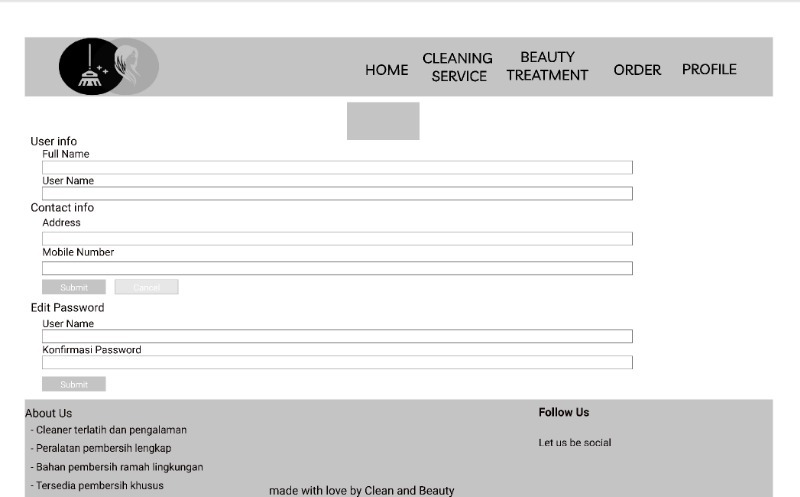 HOME
CLEANING
SERVICE
BEAUTY
TREATMENT
ORDER
PROFILE
User info
Full Name
User Name
Contact info
Address
Mobile Number
Submit
Cancel
Edit Password
User Name
Konfirmasi Password
Submit
About Us
- Cleaner terlatih dan pengalaman
- Peralatan pembersih lengkap
- Bahan pembersih ramah lingkungan
- Tersedia pembersih khusus
made with love by Clean and Beauty
Follow Us
Let us be social